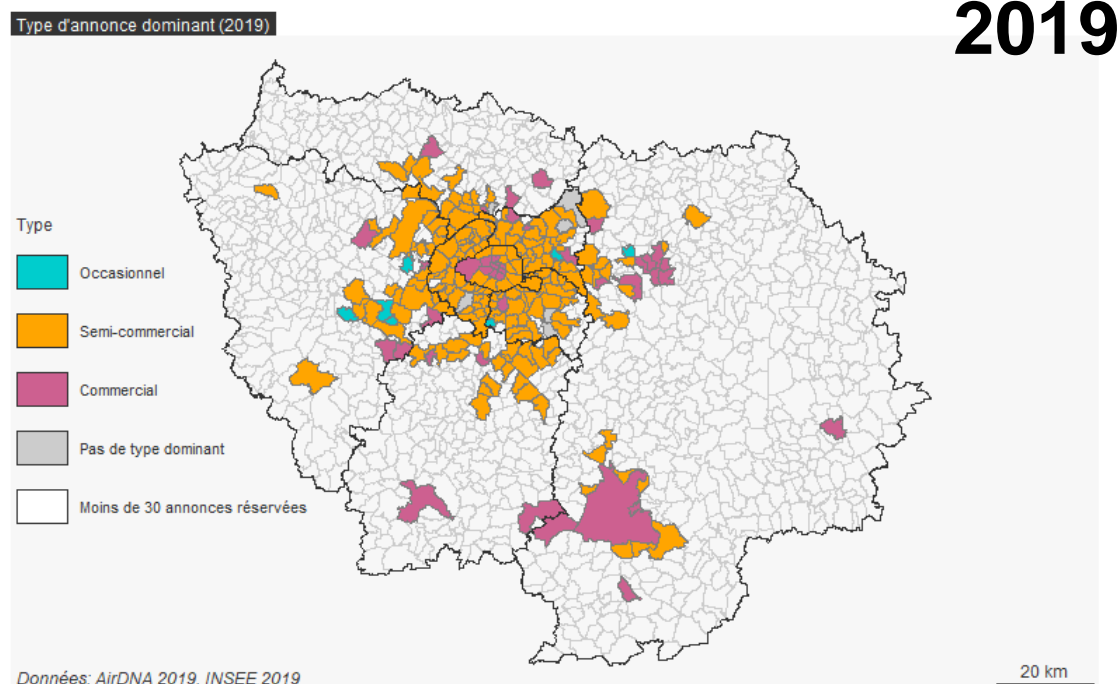 2019
Type d'annonce dominant (2019)
Type
Occasionnel
Semi-commercial
Commercial
Pas de type dominant
Moins de 30 annonces réservées
Données: AirDNA 2019, INSEE 2019
20 km